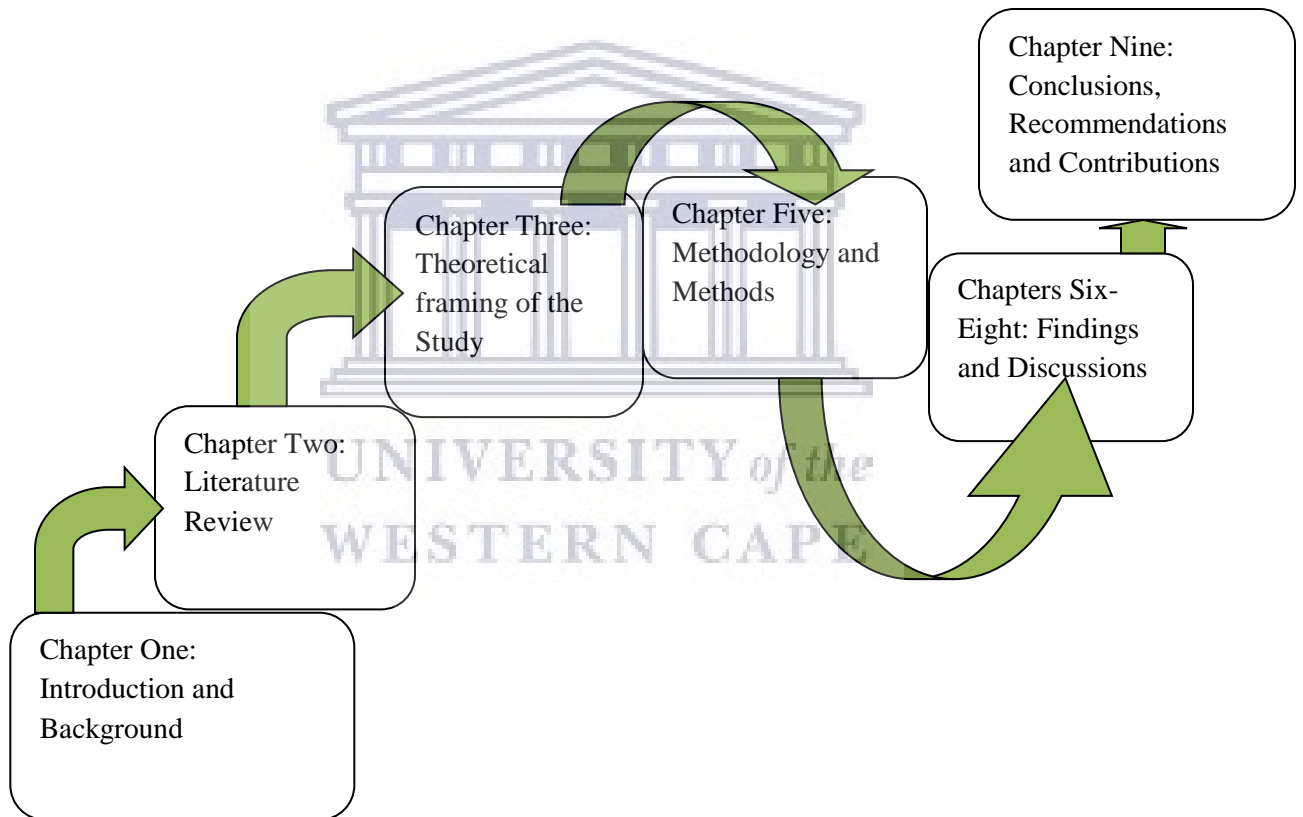 Chapter One:
Introduction and
Background
Chapter Two:
Literature
Review
Chapter Three:
Theoretical
framing of the
Study
Chapter Five:
Methodology and
Methods
Chapters Six-
Eight: Findings
and Discussions
Chapter Nine:
Conclusions,
Recommendations
and Contributions
UNIVERSITY of the
WESTERN CAPE